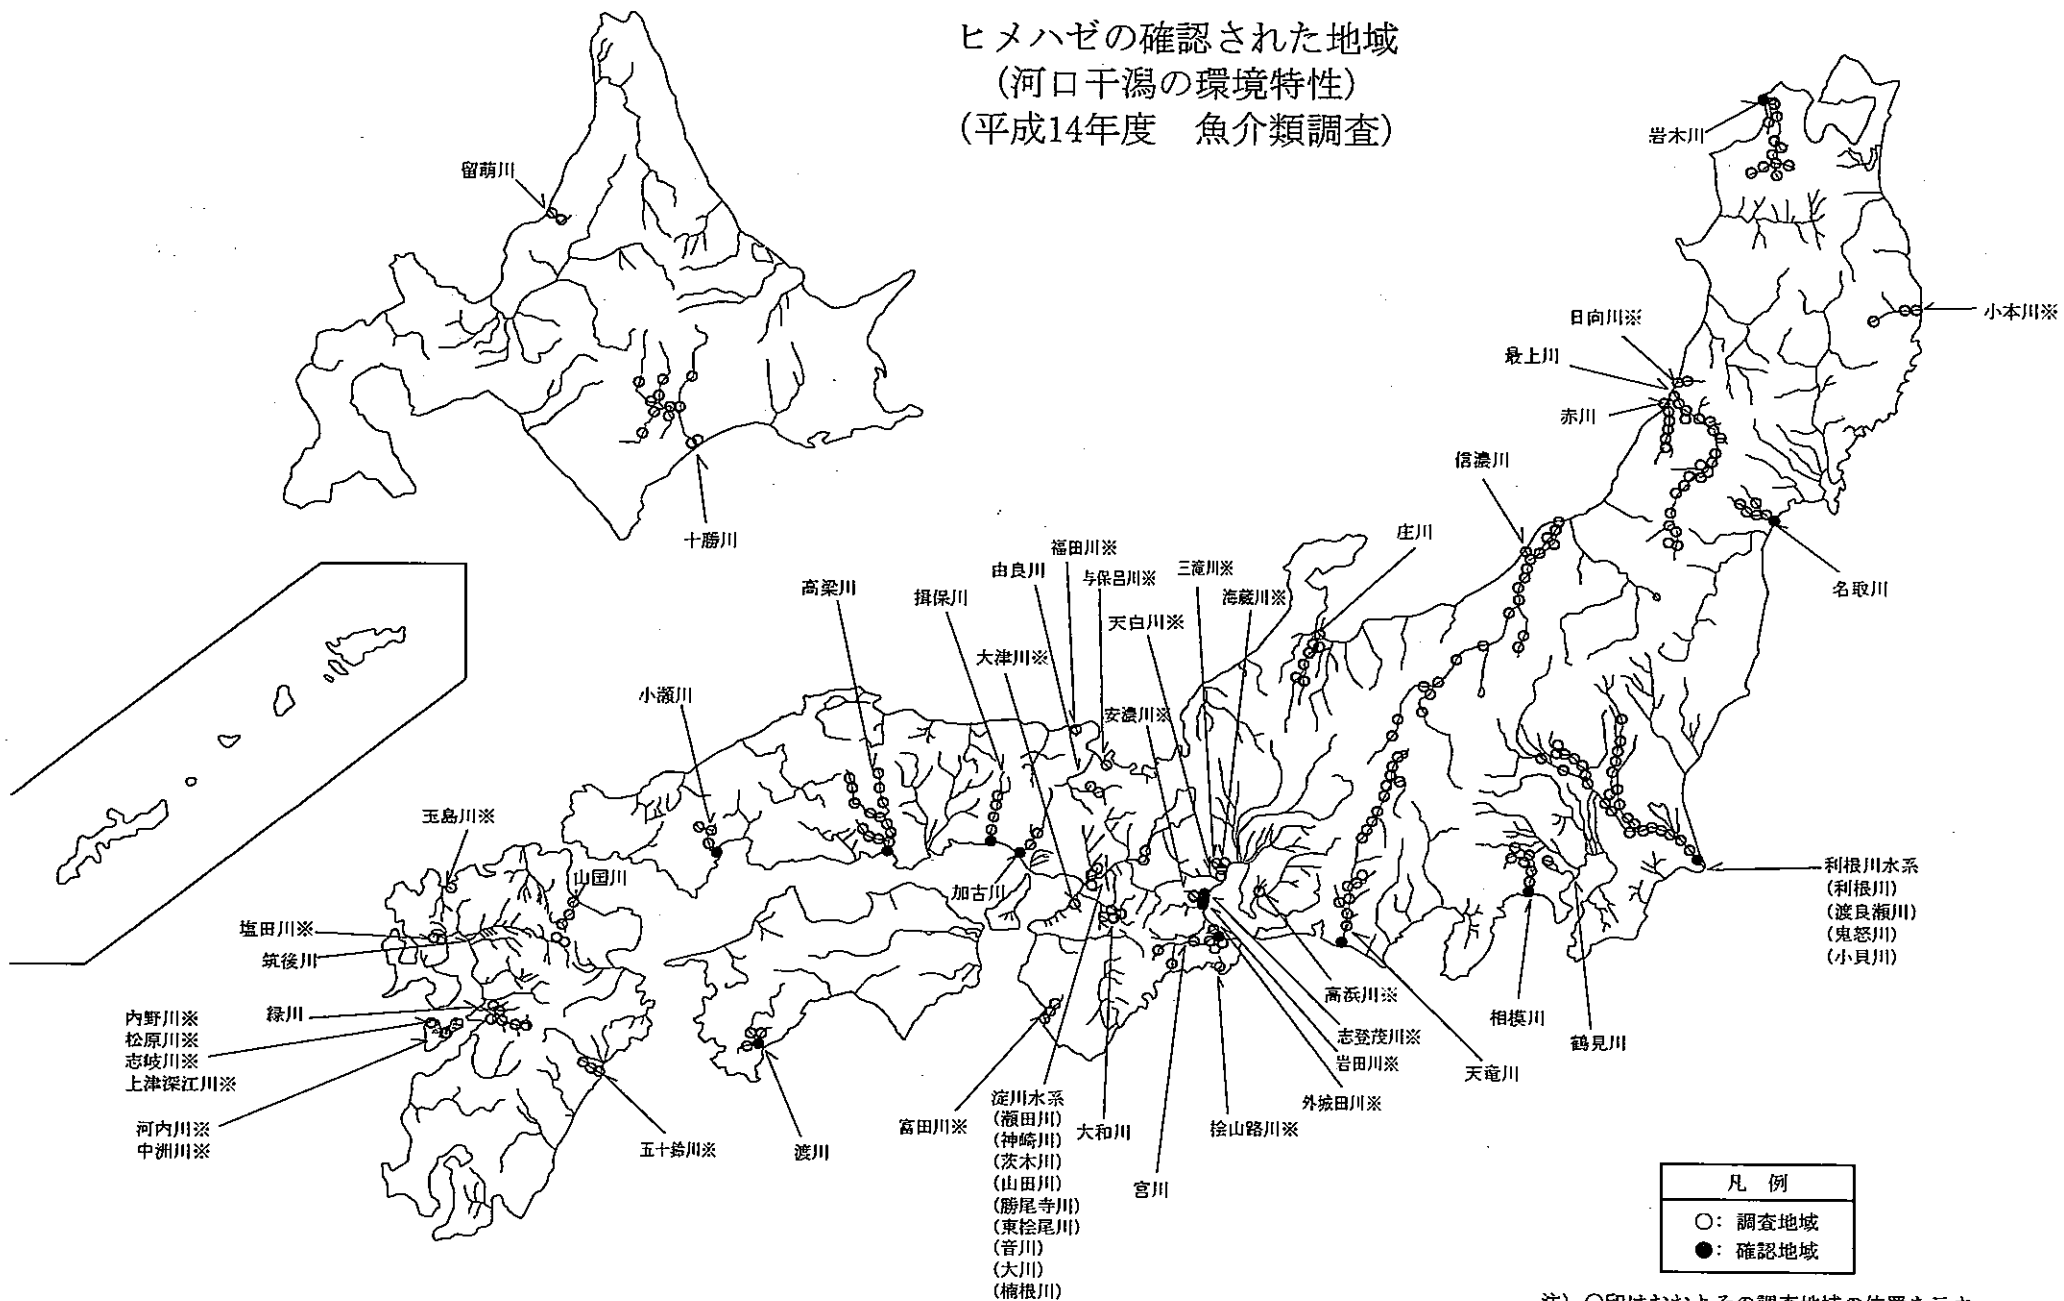 ヒメハゼの確認された地域
(河口干潟の環境特性)
(平成14年度　魚介類調査)
留萌川
十勝川
岩木川
小本川※
日向川※
最上川
赤川
信濃川
名取川
庄川
福田川※
由良川
与保呂川※
三滝川※
海蔵川※
天白川※
高梁川
揖保川
大津川※
安濃川※
小瀬川
玉島川※
山国川
加古川
塩田川※
筑後川
緑川
内野川※
松原川※
志岐川※
上津深江川※
河内川※
中洲川※
五十鈴川※
渡川
富田川※
淀川水系
(瀬田川)
(神崎川)
(茨木川)
(山田川)
(勝尾寺川)
(東桧尾川)
(音川)
(大川)
(楠根川)
大和川
宮川
桧山路川※
外城田川※
岩田川※
志登茂川※
高浜川※
天竜川
相模川
鶴見川
利根川水系
(利根川)
(渡良瀬川)
(鬼怒川)
(小貝川)
凡 例
○: 調査地域
●: 確認地域